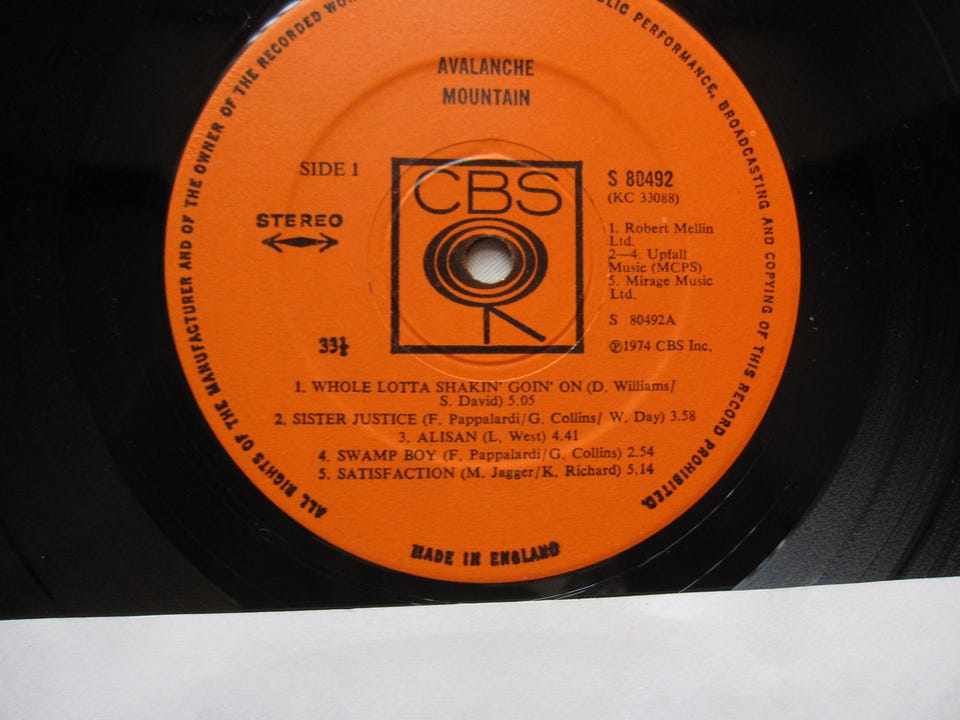 ALL RIGHTS OF THE MANUFACTURER AND OF THE OWNER OF THE RECORDED
PUBLIC PERFORMANCE, BROADCASTING AND COPYING OF THIS RECORD PROHIBITED.
AVALANCHE
MOUNTAIN
SIDE 1
CBS
S 80492
(KC 33088)
STEREO
1. Robert Mellin
Ltd.
2—4. Upfall
Music (MCPS)
5. Mirage Music
Ltd.
S 80492A
33⅓
℗1974 CBS Inc.
1. WHOLE LOTTA SHAKIN' GOIN' ON (D. Williams/
S. David) 5.05
2. SISTER JUSTICE (F. Pappalardi/G. Collins/ W. Day) 3.58
3. ALISAN (L. West) 4.41
4. SWAMP BOY (F. Pappalardi/G. Collins) 2.54
5. SATISFACTION (M. Jagger/K. Richard) 5.14
MADE IN ENGLAND